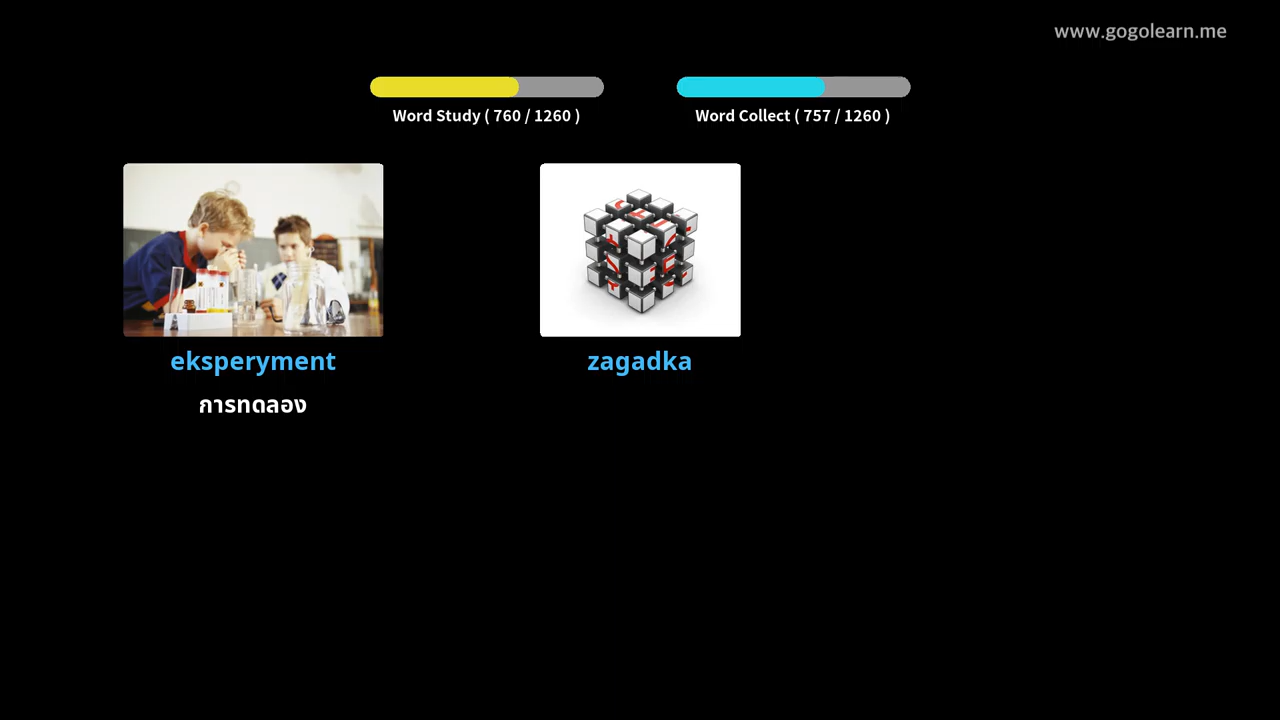 www.gogolearn.me
Word Study ( 760 / 1260 )
Word Collect ( 757 / 1260 )
eksperyment
zagadka
การทดลอง